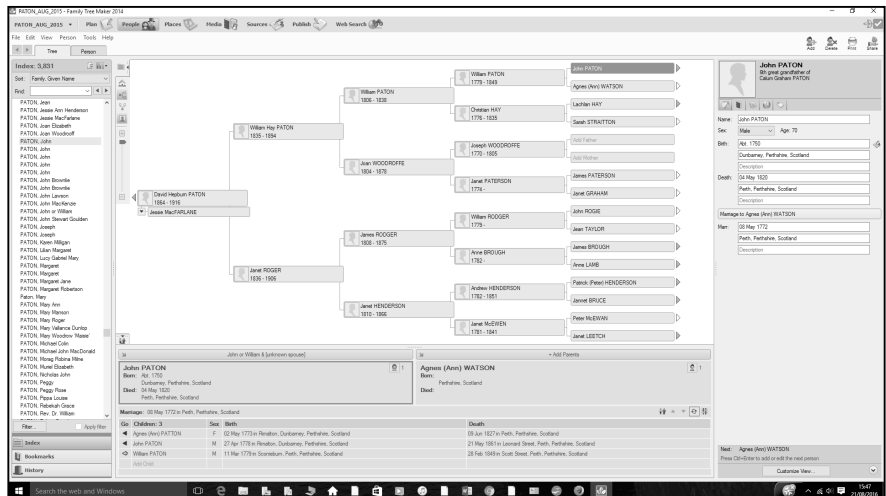 PATON_AUG_2015 - Family Tree Maker 2014
PATON_AUG_2015 Plan People Places Media Sources Publish Web Search
File Edit View Person Tools Help
Add Delete Print Share
Tree Person
Index: 3,831
Sort: Family, Given Name
Find:
PATON, Jean
PATON, Jessie Ann Henderson
PATON, Jessie MacFarlane
PATON, Joan Elizabeth
PATON, Joan Woodroff
PATON, John
PATON, John
PATON, John
PATON, John
PATON, John
PATON, John Brownlie
PATON, John Brownlie
PATON, John Lawson
PATON, John MacKenzie
PATON, John or William
PATON, John Stewart Goulden
PATON, Joseph
PATON, Joseph
PATON, Karen Milligan
PATON, Lilian Margaret
PATON, Lucy Gabriel Mary
PATON, Margaret
PATON, Margaret
PATON, Margaret Jane
PATON, Margaret Robertson
Paton, Mary
PATON, Mary Ann
PATON, Mary Manson
PATON, Mary Roger
PATON, Mary Vallance Dunlop
PATON, Mary Woodrow 'Maisie'
PATON, Michael Colin
PATON, Michael John MacDonald
PATON, Morag Robina Milne
PATON, Muriel Elizabeth
PATON, Nicholas John
PATON, Peggy
PATON, Peggy Rose
PATON, Pippa Louise
PATON, Rebekah Grace
PATON, Rev. Dr. William
Filter... Apply filter
Index
Bookmarks
History
David Hepburn PATON
1864 - 1916
Jessie MacFARLANE
William Hay PATON
1835 - 1894
Janet ROGER
1836 - 1906
William PATON
1806 - 1838
Joan WOODROFFE
1804 - 1878
James RODGER
1808 - 1875
Janet HENDERSON
1810 - 1866
William PATON
1779 - 1849
Christian HAY
1776 - 1835
Joseph WOODROFFE
1770 - 1805
Janet PATERSON
1774 -
William RODGER
1779 -
Anne BROUGH
1782 -
Andrew HENDERSON
1782 - 1851
Janet McEWEN
1781 - 1841
John PATON
Agnes (Ann) WATSON
Lachlan HAY
Sarah STRAITTON
Add Father
Add Mother
James PATERSON
Janet GRAHAM
John ROGIE
Jean TAYLOR
James BROUGH
Anne LAMB
Patrick (Peter) HENDERSON
Jannet BRUCE
Peter McEWAN
Janet LEETCH
John or William & [unknown spouse]
+ Add Parents
John PATON 1
Born: Abt. 1750
Dunbarney, Perthshire, Scotland
Died: 04 May 1820
Perth, Perthshire, Scotland
Agnes (Ann) WATSON 1
Born:
Perthshire, Scotland
Died:
Marriage: 08 May 1772 in Perth, Perthshire, Scotland
Go Children: 3 Sex Birth Death
Agnes (Ann) PATTON F 02 May 1773 in Rimalton, Dunbarney, Perthshire, Scotland 09 Jun 1827 in Perth, Perthshire, Scotland
John PATON M 27 Apr 1776 in Rimalton, Dunbarney, Perthshire, Scotland 21 May 1861 in Leonard Street, Perth, Perthshire, Scotland
William PATON M 11 Mar 1779 in Scorniebum, Perth, Perthshire, Scotland 28 Feb 1849 in Scott Street, Perth, Perthshire, Scotland
Add Child
John PATON
6th great grandfather of
Calum Graham PATON
Name: John PATON
Sex: Male Age: 70
Birth: Abt. 1750
Dunbarney, Perthshire, Scotland
Description
Death: 04 May 1820
Perth, Perthshire, Scotland
Description
Marriage to Agnes (Ann) WATSON
Marr: 08 May 1772
Perth, Perthshire, Scotland
Description
Next: Agnes (Ann) WATSON
Press Ctrl+Enter to add or edit the next person
Customize View...
Search the web and Windows
15:47
21/08/2016